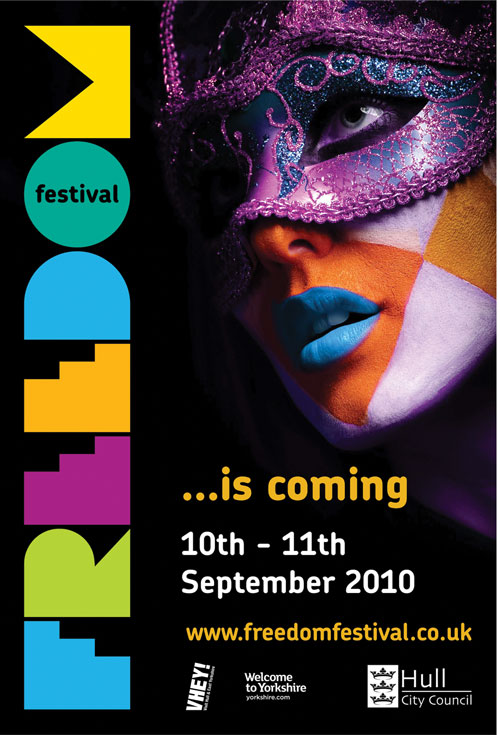 FREEDOM
festival
...is coming
10th – 11th
September 2010
www.freedomfestival.co.uk
VHEY!
Welcome
to Yorkshire
yorkshire.com
Hull
City Council